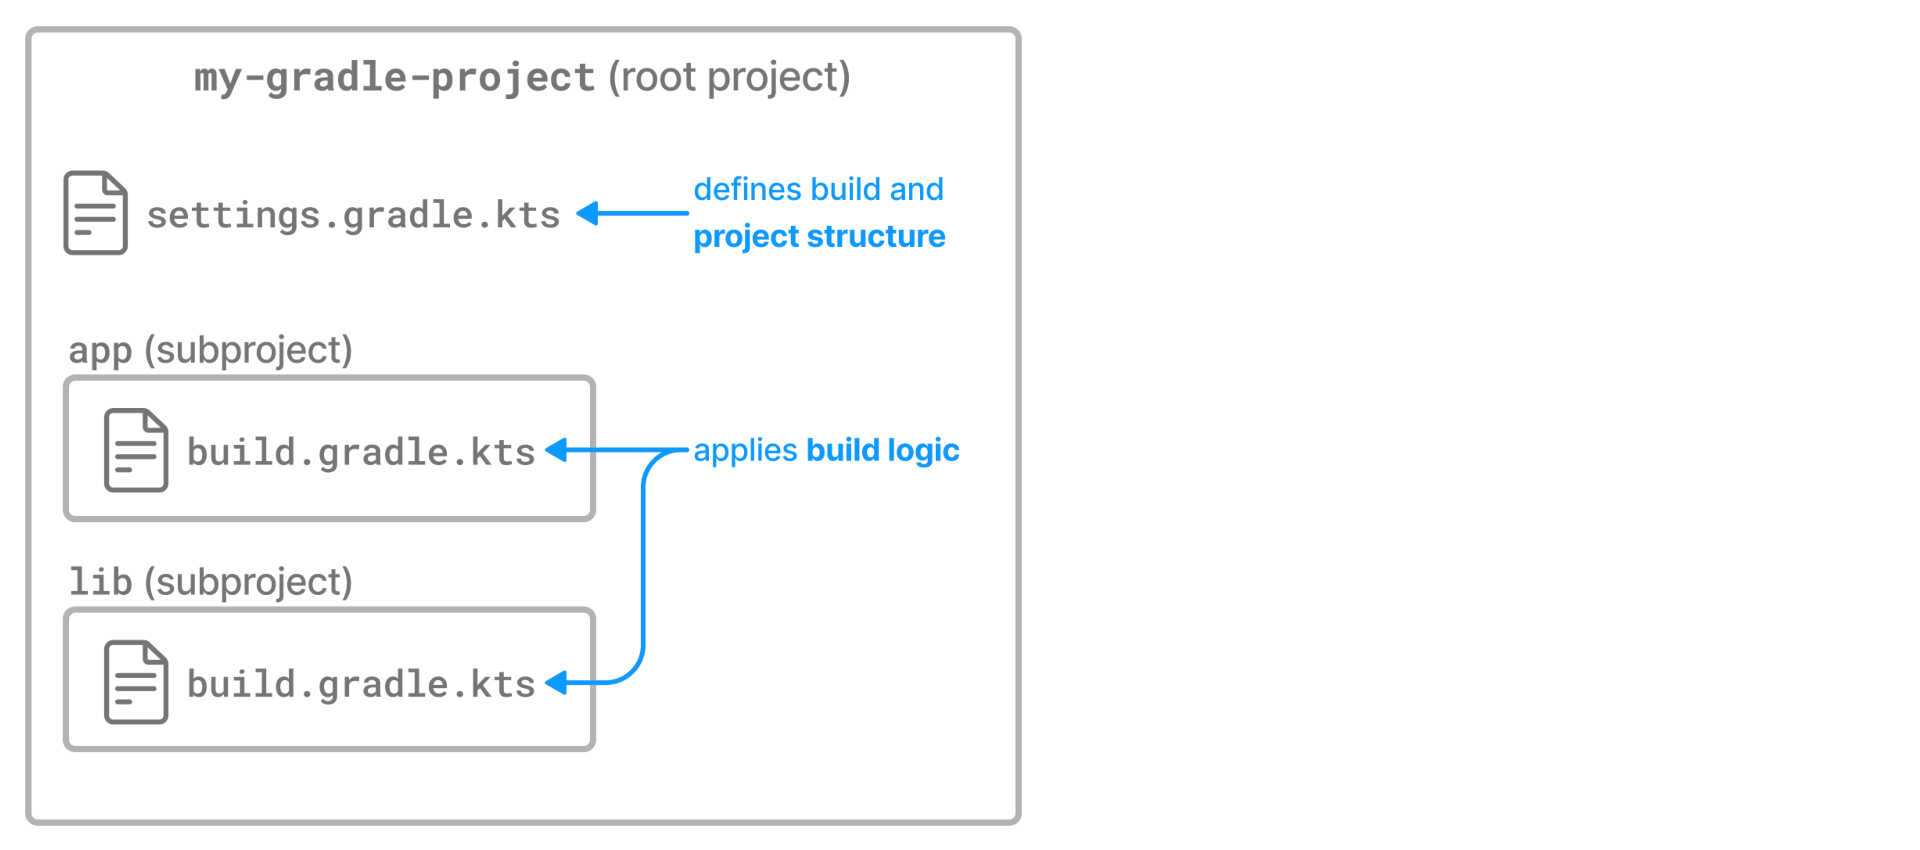 my-gradle-project (root project)
settings.gradle.kts
defines build and
project structure
app (subproject)
build.gradle.kts
applies build logic
lib (subproject)
build.gradle.kts